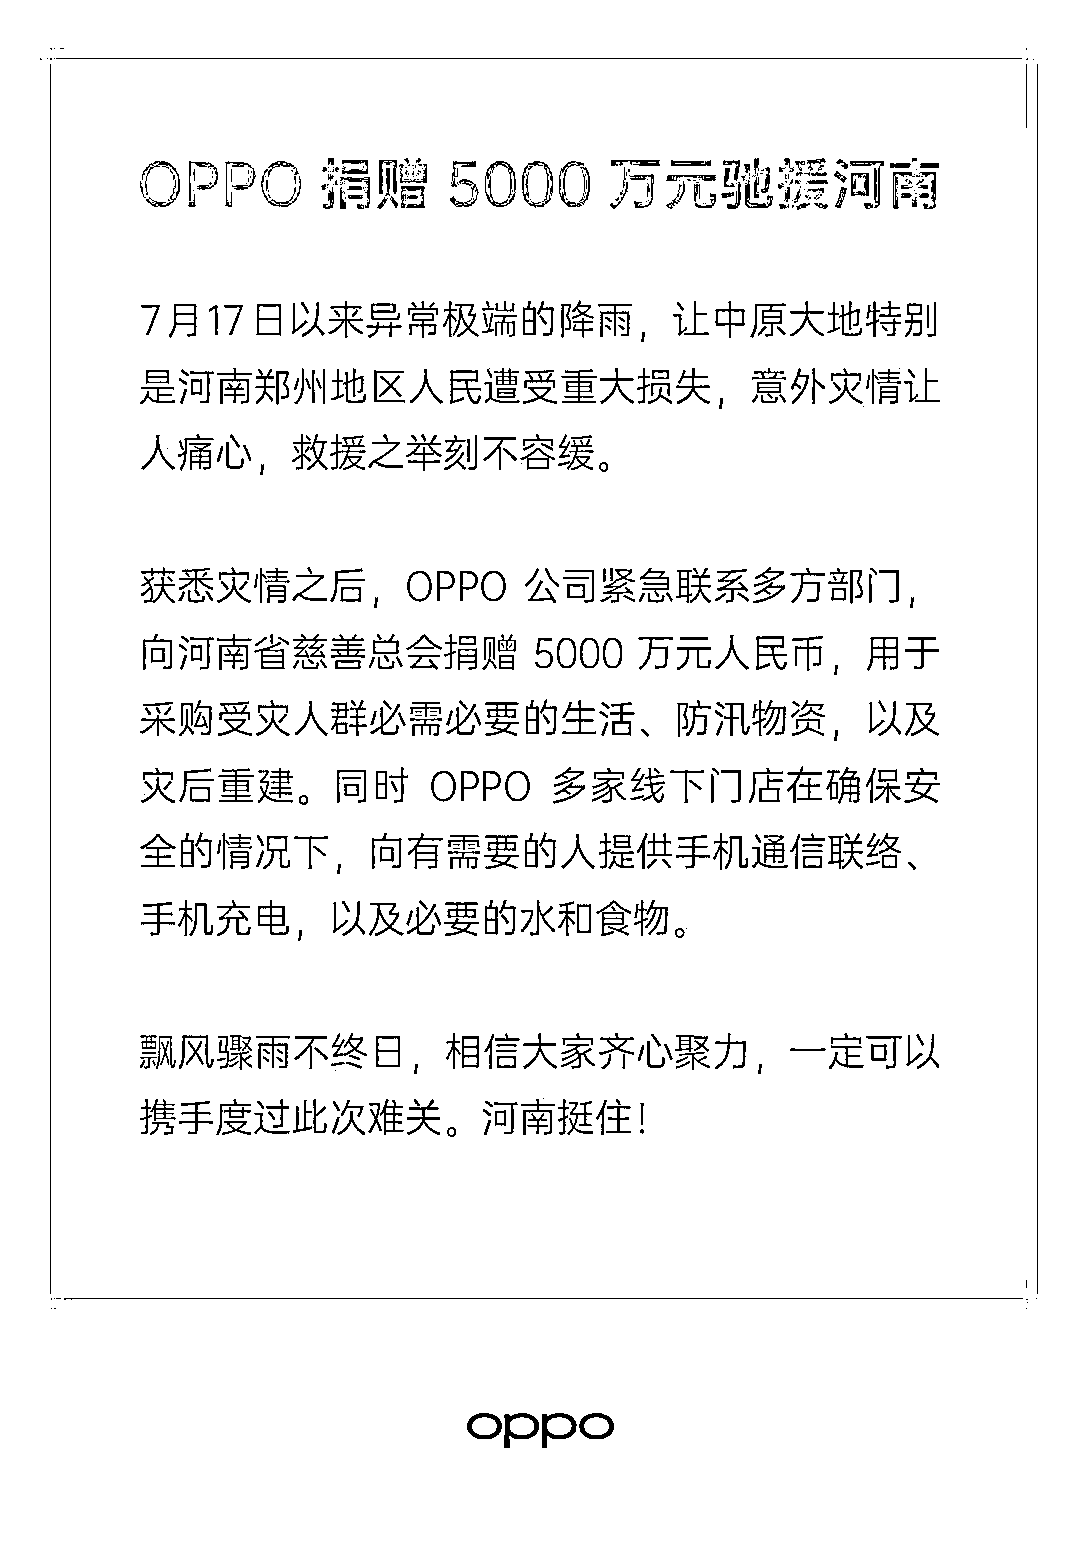 OPPO 捐赠 5000 万元驰援河南
7月17日以来异常极端的降雨，让中原大地特别
是河南郑州地区人民遭受重大损失，意外灾情让
人痛心，救援之举刻不容缓。
获悉灾情之后，OPPO 公司紧急联系多方部门，
向河南省慈善总会捐赠 5000 万元人民币，用于
采购受灾人群必需必要的生活、防汛物资，以及
灾后重建。同时 OPPO 多家线下门店在确保安
全的情况下，向有需要的人提供手机通信联络、
手机充电，以及必要的水和食物。
飘风骤雨不终日，相信大家齐心聚力，一定可以
携手度过此次难关。河南挺住！
oppo